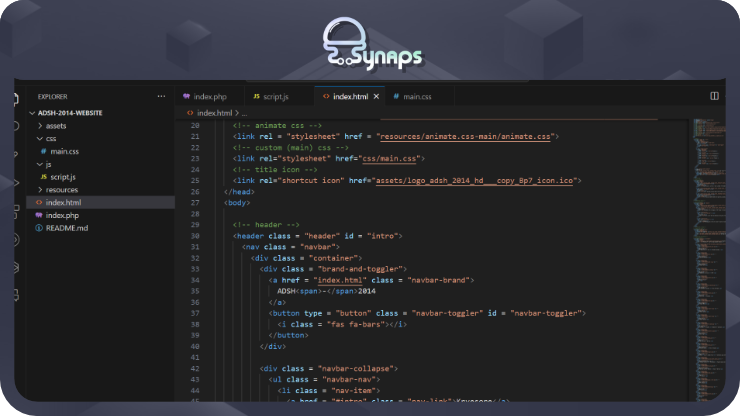 Synaps
EXPLORER
...
index.php
JS script.js
<> index.html ×
# main.css
ADSH-2014-WEBSITE
assets
css
# main.css
js
JS script.js
resources
<> index.html
index.php
README.md
<> index.html > ...
20 <!-- animate css -->
21 <link rel = "stylesheet" href = "resources/animate.css-main/animate.css">
22 <!-- custom (main) css -->
23 <link rel="stylesheet" href="css/main.css">
24 <!-- title icon -->
25 <link rel="shortcut icon" href="assets/logo_adsh_2014_hd___copy_8p7_icon.ico">
26 </head>
27 <body>
28
29 <!-- header -->
30 <header class = "header" id = "intro">
31 <nav class = "navbar">
32 <div class = "container">
33 <div class = "brand-and-toggler">
34 <a href = "index.html" class = "navbar-brand">
35 ADSH<span>-</span>2014
36 </a>
37 <button type = "button" class = "navbar-toggler" id = "navbar-toggler">
38 <i class = "fas fa-bars"></i>
39 </button>
40 </div>
41
42 <div class = "navbar-collapse">
43 <ul class = "navbar-nav">
44 <li class = "nav-item">
45 <a href = "#intro" class = "nav-link">